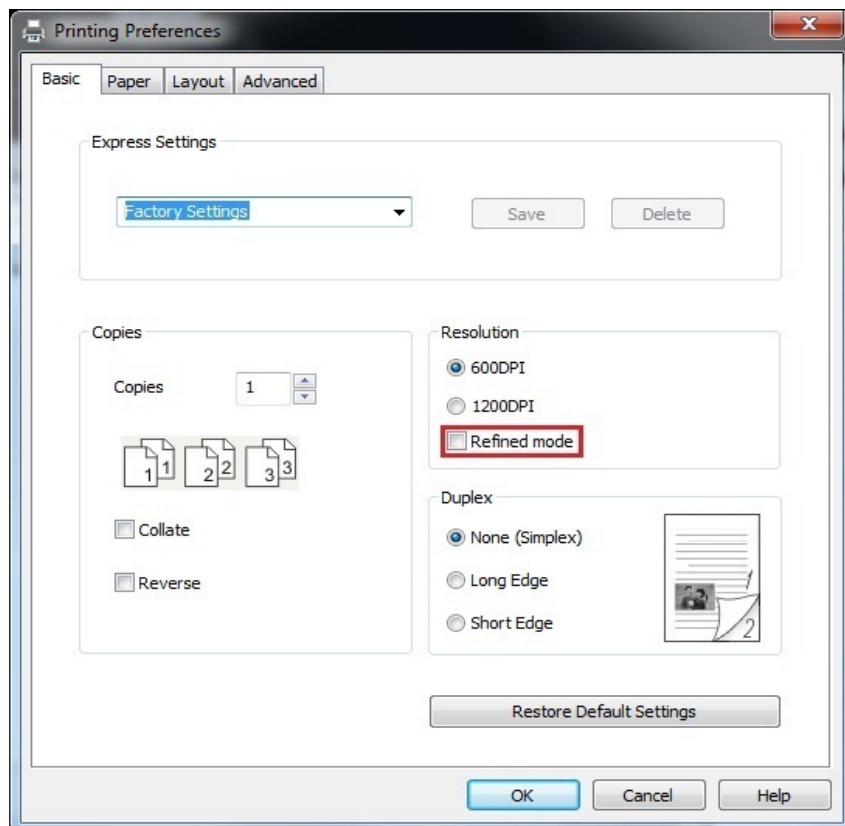 Printing Preferences
Basic Paper Layout Advanced
Express Settings
Factory Settings
Save Delete
Copies
Copies 1
1 1 2 2 3 3
Collate
Reverse
Resolution
600DPI
1200DPI
Refined mode
Duplex
None (Simplex)
Long Edge
Short Edge
1
2
Restore Default Settings
OK Cancel Help